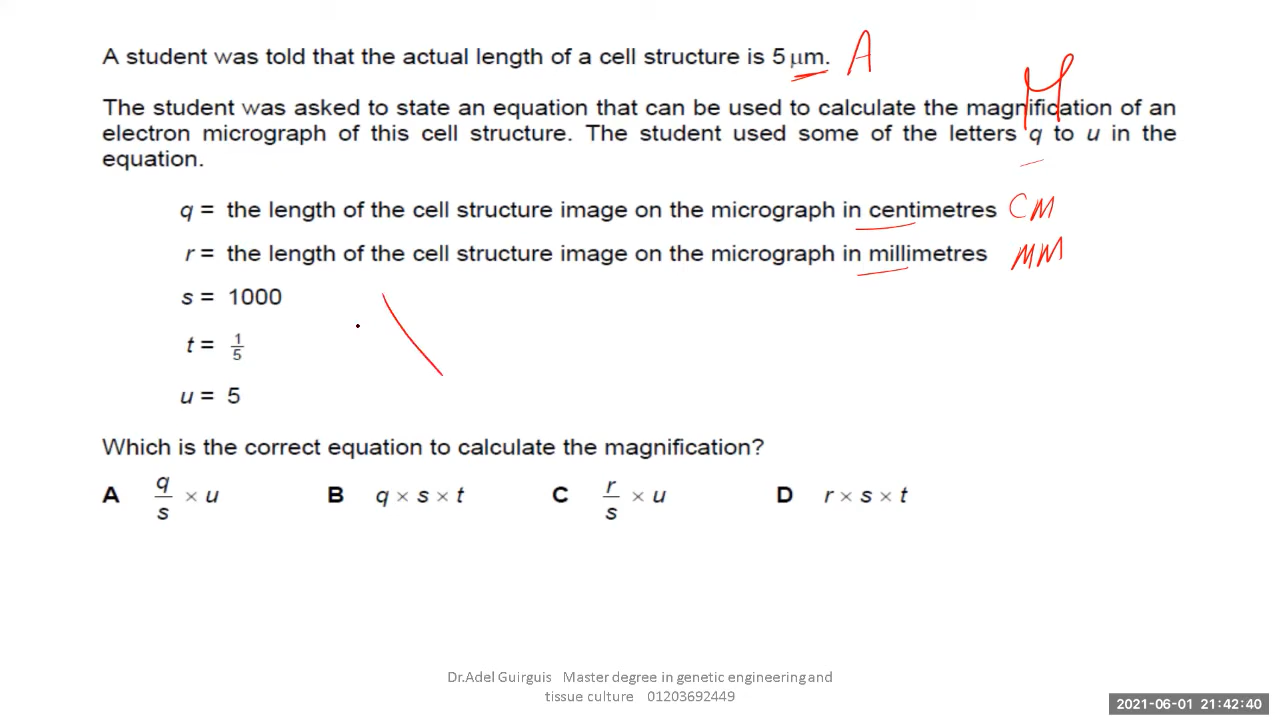 A student was told that the actual length of a cell structure is 5 μm. A
M
The student was asked to state an equation that can be used to calculate the magnification of an
electron micrograph of this cell structure. The student used some of the letters q to u in the
equation.
q = the length of the cell structure image on the micrograph in centimetres CM
r = the length of the cell structure image on the micrograph in millimetres MM
s = 1000
t = 1/5
u = 5
Which is the correct equation to calculate the magnification?
A q/s × u B q × s × t C r/s × u D r × s × t
Dr.Adel Guirguis Master degree in genetic engineering and
tissue culture 01203692449
2021-06-01 21:42:40